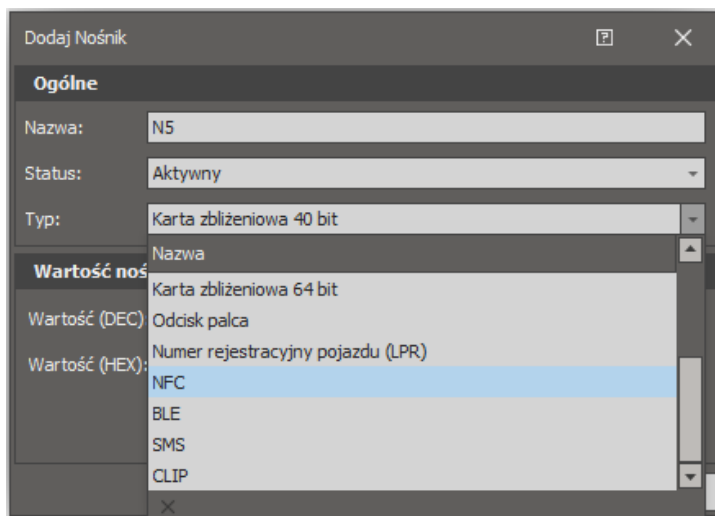 Dodaj Nośnik
Ogólne
Nazwa: N5
Status: Aktywny
Typ: Karta zbliżeniowa 40 bit
Nazwa
Wartość noś
Karta zbliżeniowa 64 bit
Wartość (DEC): Odcisk palca
Numer rejestracyjny pojazdu (LPR)
Wartość (HEX):
NFC
BLE
SMS
CLIP